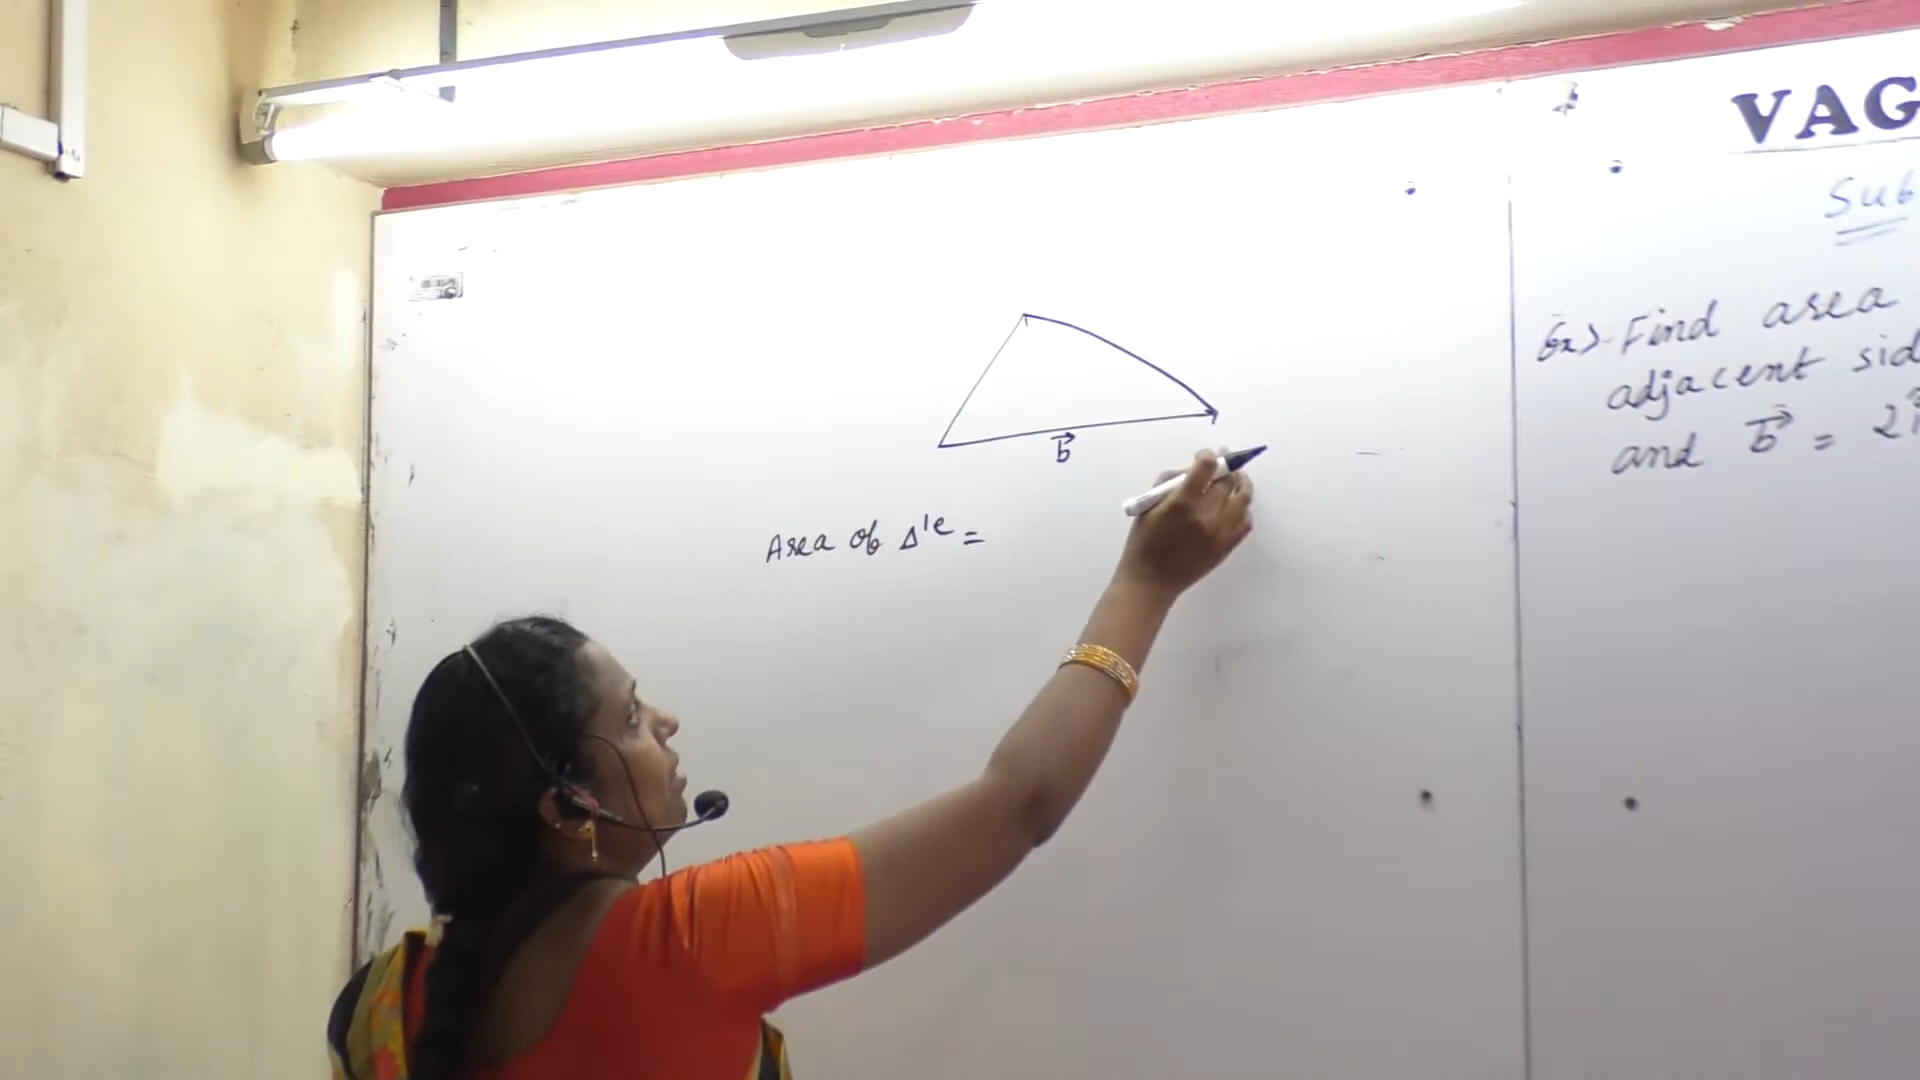 b⃗
Area of Δ'le =
VAG
Sub
Ex> Find area
adjacent sid
and b⃗ = 2